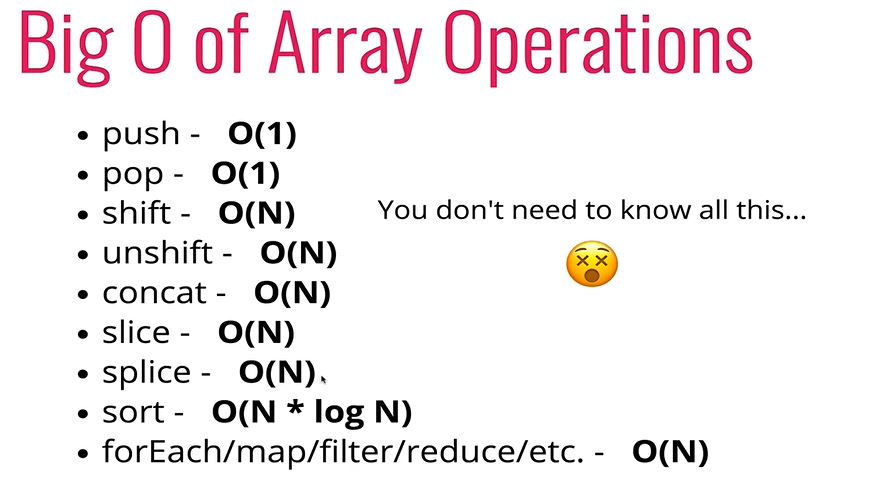 Big O of Array Operations
• push - O(1)
• pop - O(1)
• shift - O(N)
You don't need to know all this...
• unshift - O(N)
• concat - O(N)
• slice - O(N)
• splice - O(N)
• sort - O(N * log N)
• forEach/map/filter/reduce/etc. - O(N)